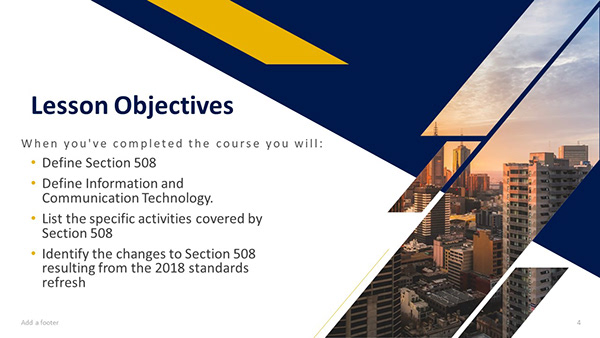 Lesson Objectives
When you've completed the course you will:
• Define Section 508
• Define Information and
Communication Technology.
• List the specific activities covered by
Section 508
• Identify the changes to Section 508
resulting from the 2018 standards
refresh
Add a footer
4